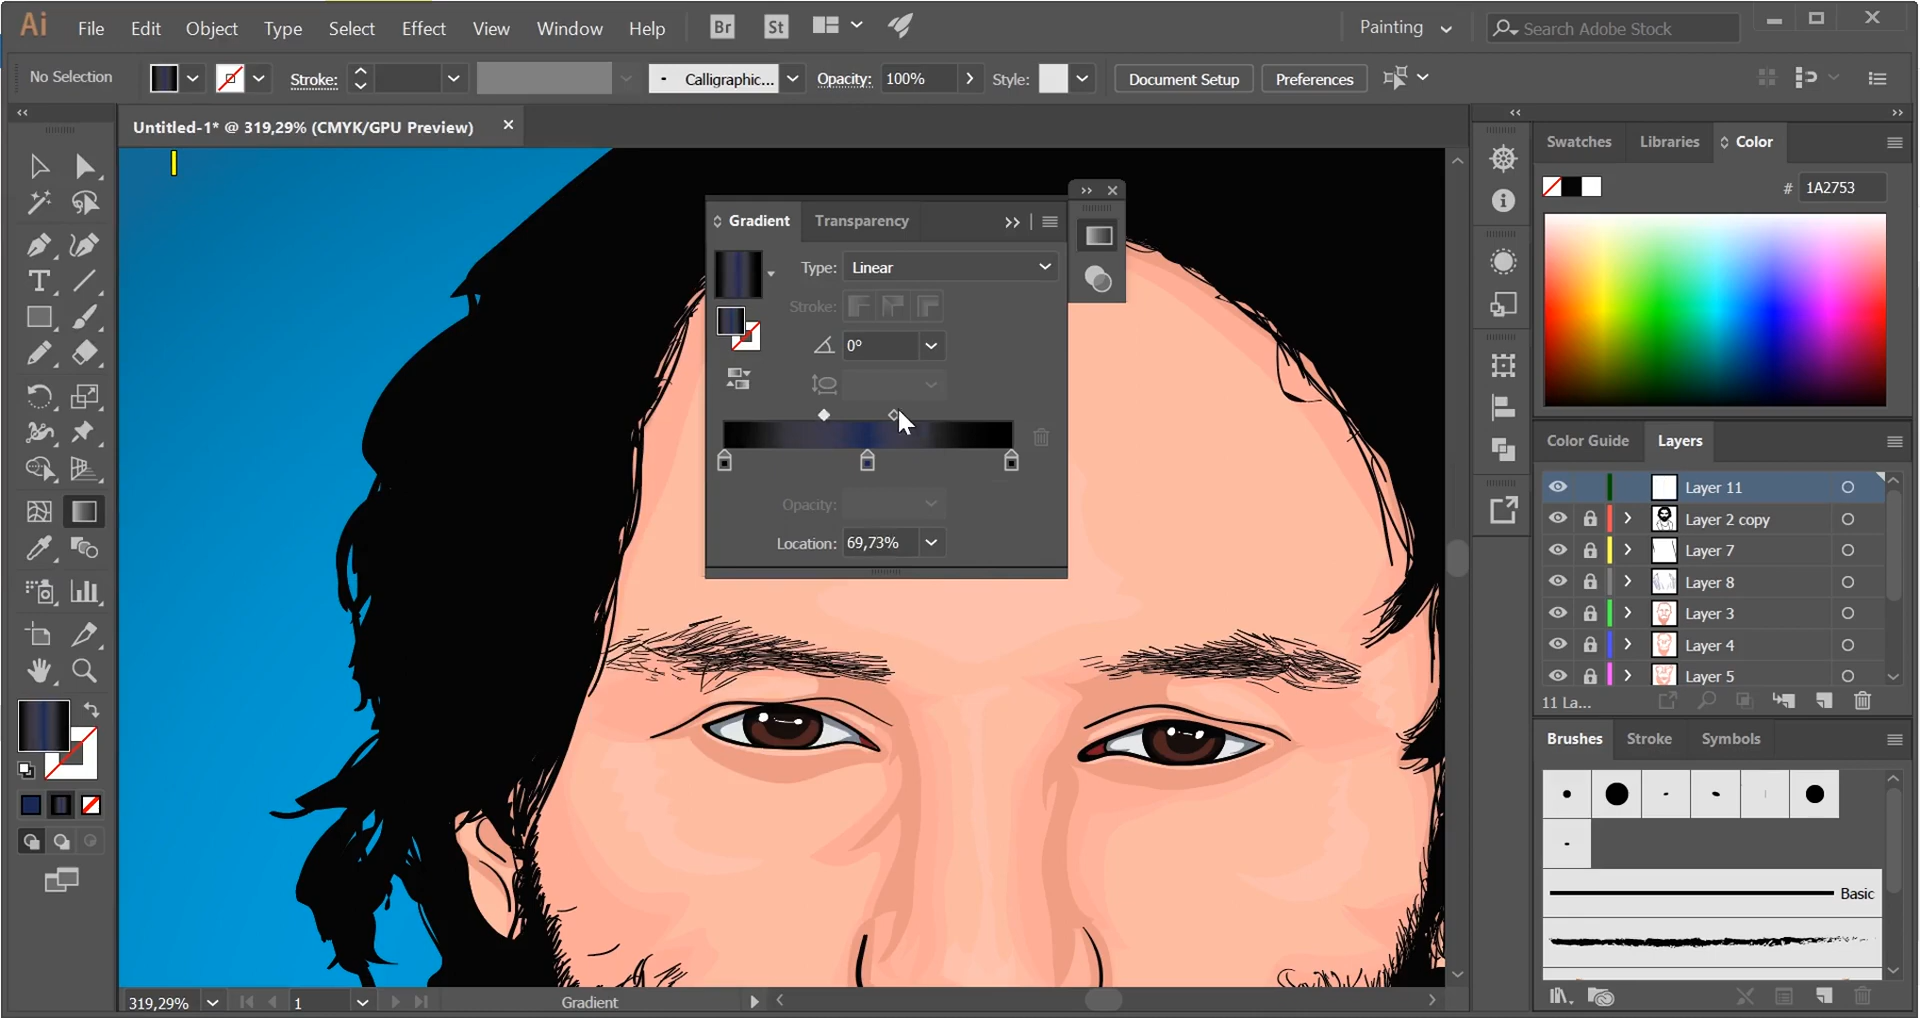 Ai File Edit Object Type Select Effect View Window Help Br St Painting Search Adobe Stock
No Selection Stroke: Calligraphic... Opacity: 100% Style: Document Setup Preferences
Untitled-1* @ 319,29% (CMYK/GPU Preview)
Swatches Libraries Color
# 1A2753
Gradient Transparency
Type: Linear
Stroke:
0°
Opacity:
Location: 69,73%
Color Guide Layers
Layer 11
Layer 2 copy
Layer 7
Layer 8
Layer 3
Layer 4
Layer 5
11 La...
Brushes Stroke Symbols
Basic
319,29% 1 Gradient